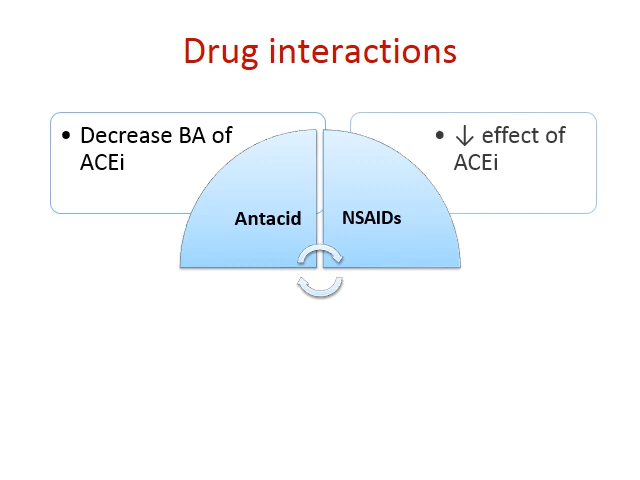 Drug interactions
• Decrease BA of
ACEi
• ↓ effect of
ACEi
Antacid
NSAIDs